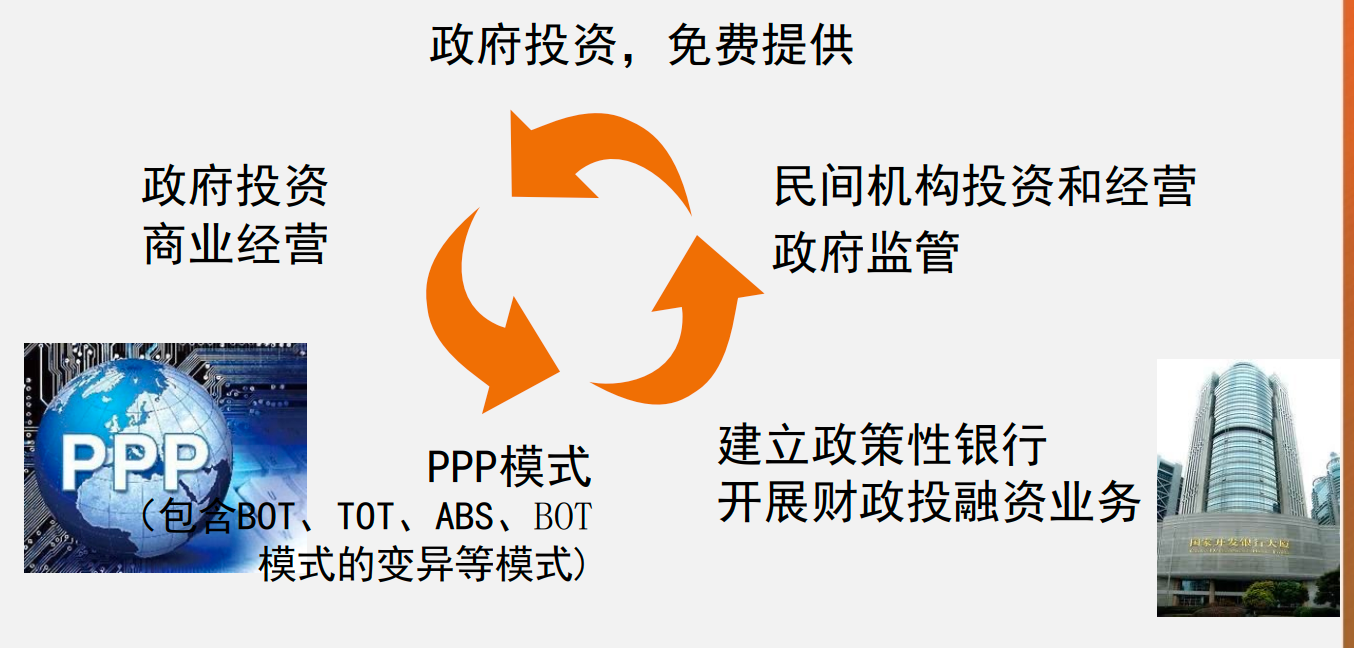 政府投资，免费提供
政府投资
商业经营
民间机构投资和经营
政府监管
PPP
PPP模式
（包含BOT、TOT、ABS、BOT
模式的变异等模式）
建立政策性银行
开展财政投融资业务
国家开发银行大厦